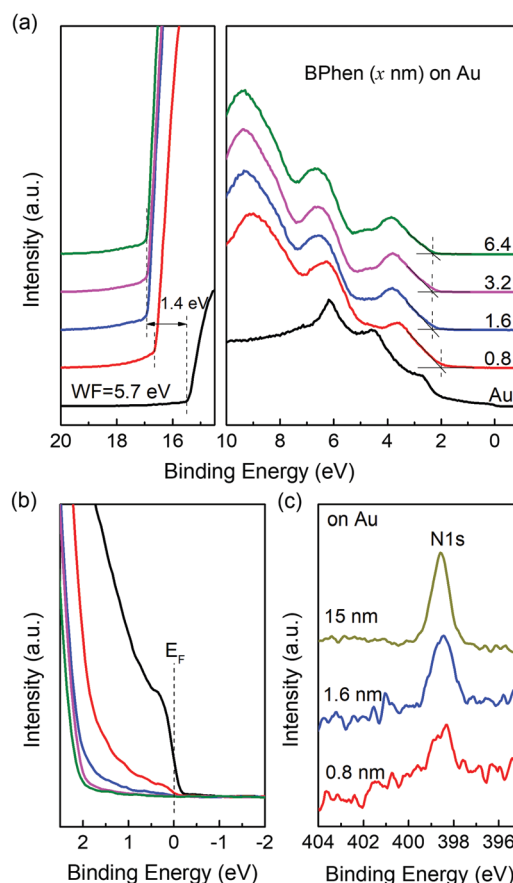 (a)
BPhen (x nm) on Au
Intensity (a.u.)
1.4 eV
WF=5.7 eV
6.4
3.2
1.6
0.8
Au
20 18 16 10 8 6 4 2 0
Binding Energy (eV)
(b)
Intensity (a.u.)
E_F
2 1 0 -1 -2
Binding Energy (eV)
(c)
on Au
N1s
Intensity (a.u.)
15 nm
1.6 nm
0.8 nm
404 402 400 398 396
Binding Energy (eV)